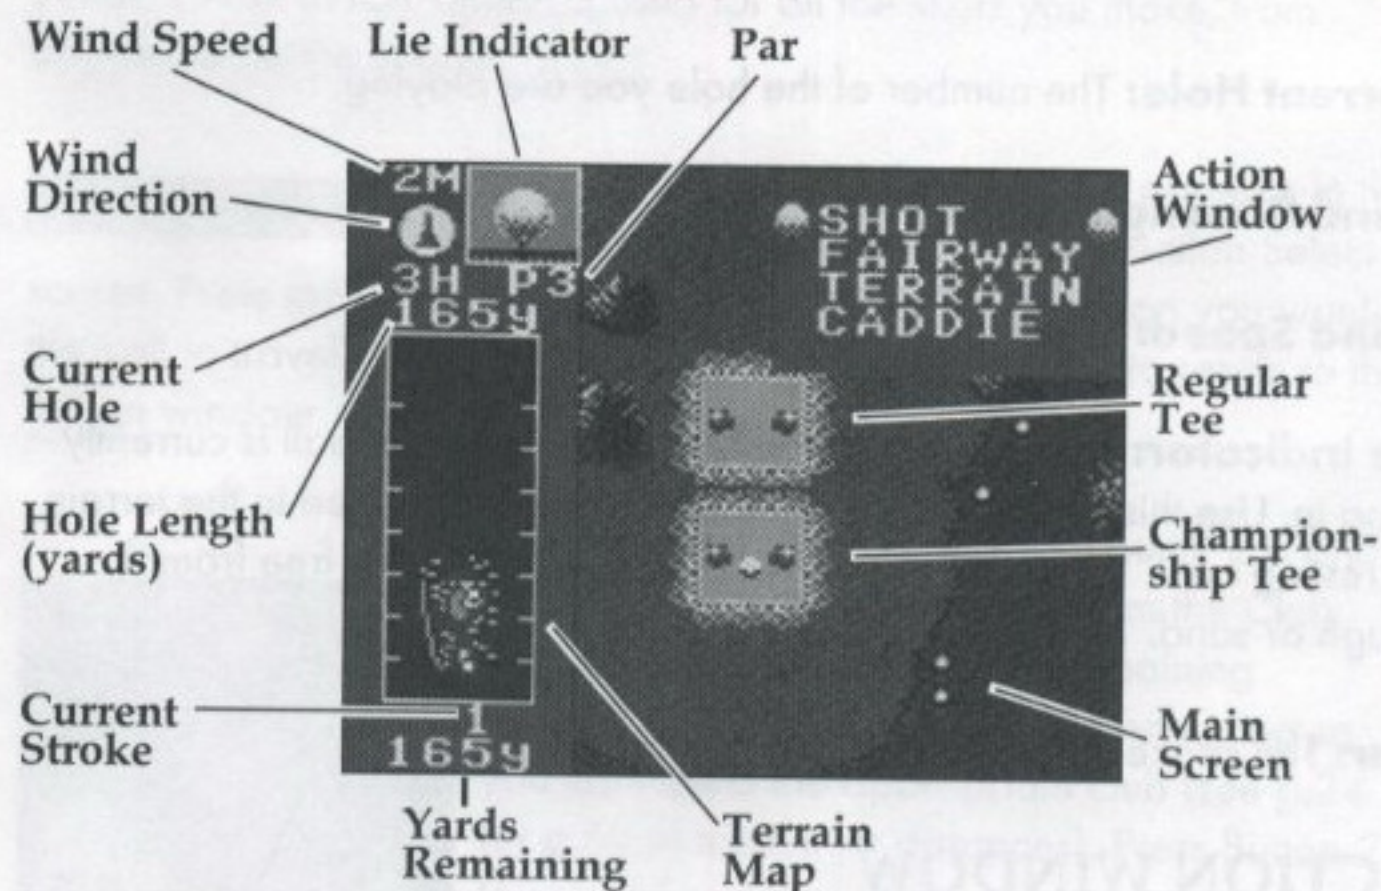 Wind Speed
Lie Indicator
Par
Wind
Direction
2M
Action
Window
SHOT
FAIRWAY
TERRAIN
CADDIE
3H P3
165y
Current
Hole
Regular
Tee
Hole Length
(yards)
Champion-
ship Tee
Current
Stroke
1
165y
Main
Screen
Yards
Remaining
Terrain
Map